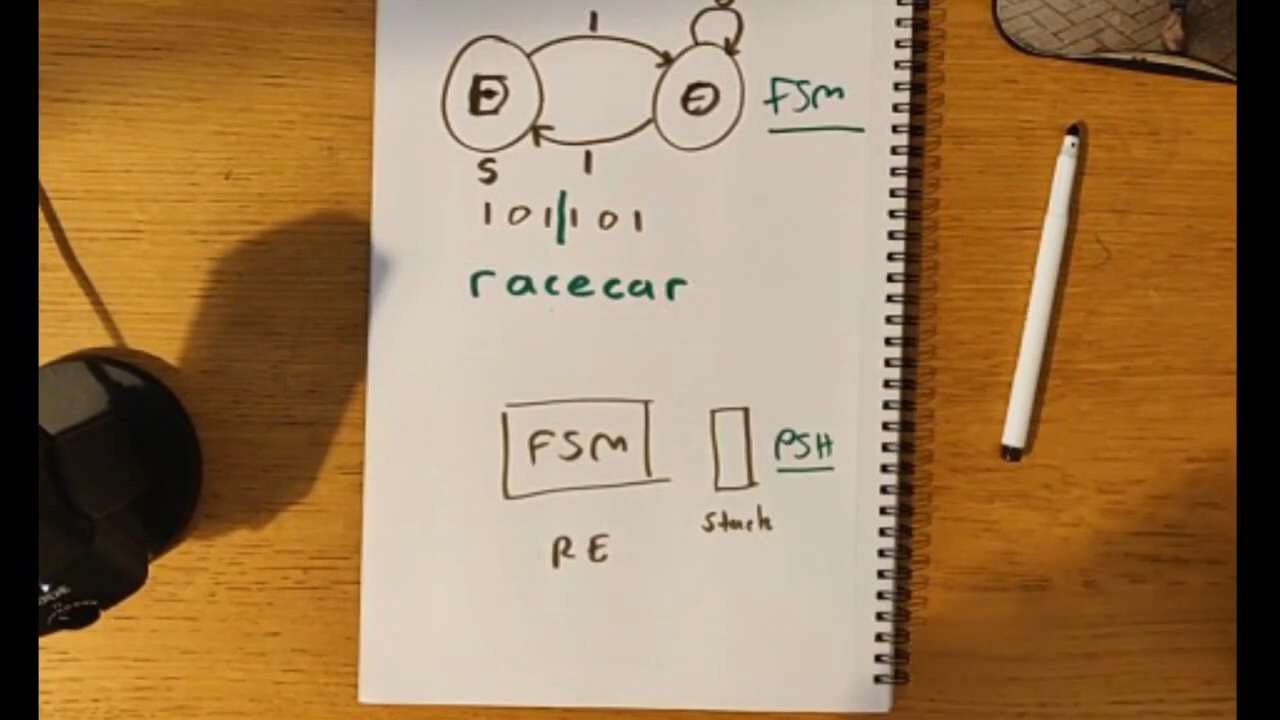 1
E O FSM
S 1
101|101
racecar
FSM PSH
Stack
RE